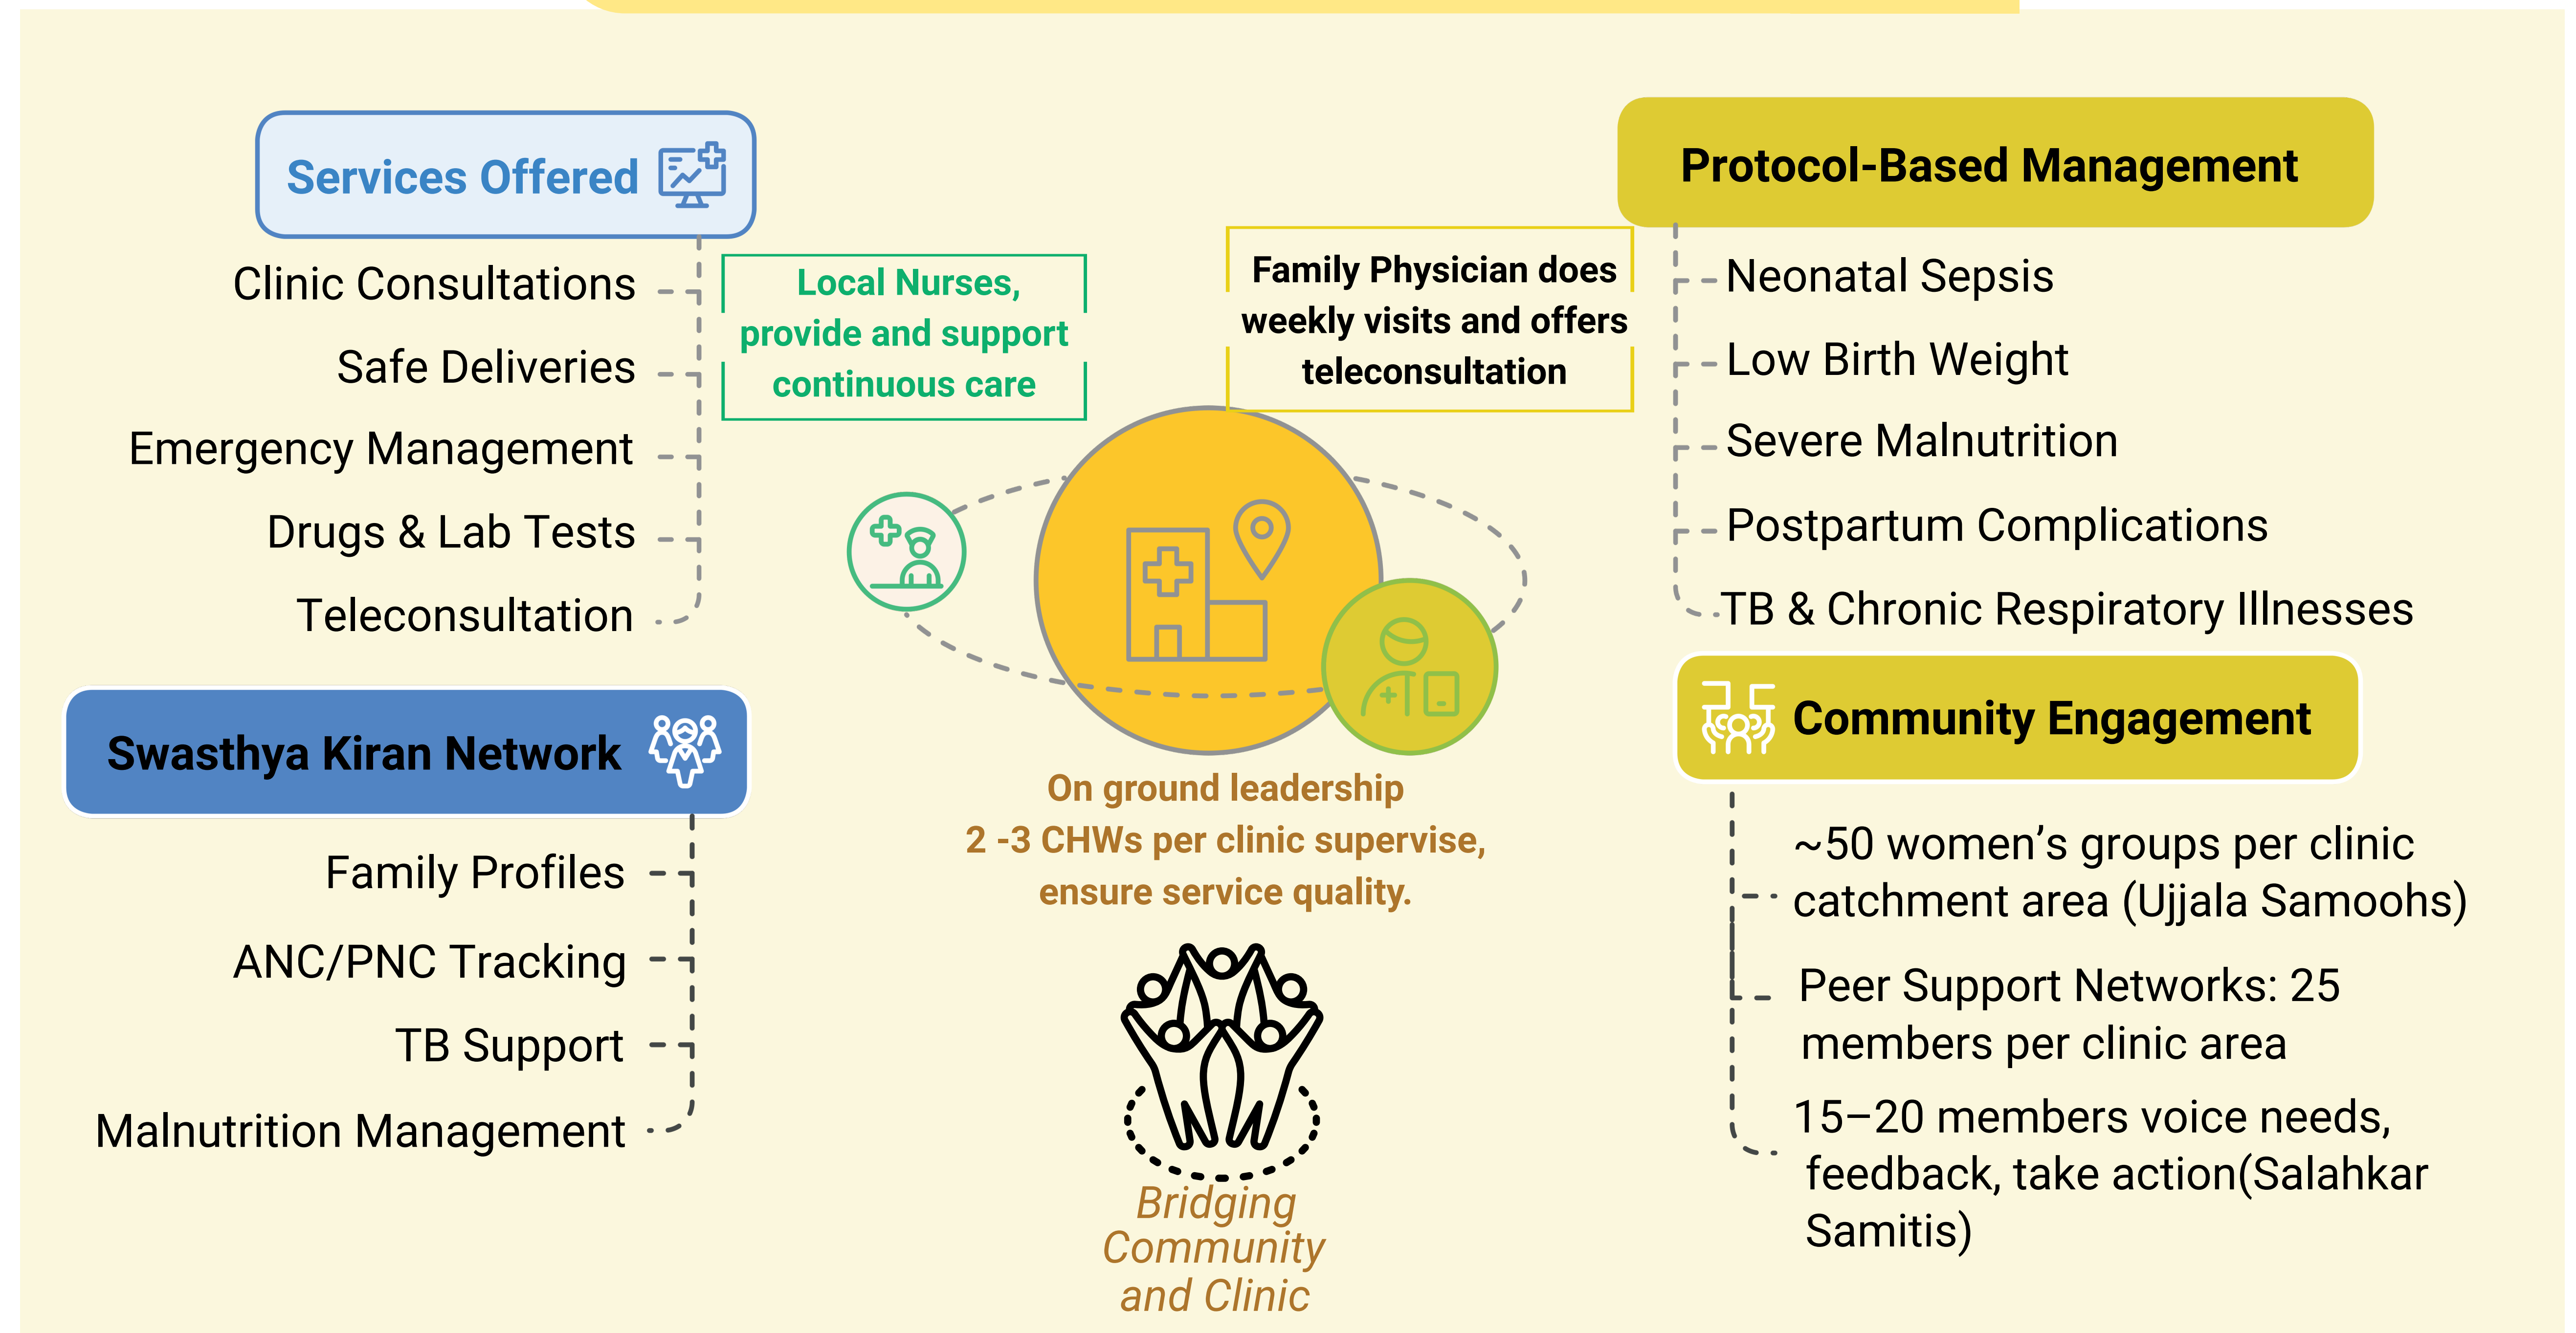 Services Offered
Clinic Consultations
Safe Deliveries
Emergency Management
Drugs & Lab Tests
Teleconsultation
Local Nurses,
provide and support
continuous care
Family Physician does
weekly visits and offers
teleconsultation
Protocol-Based Management
Neonatal Sepsis
Low Birth Weight
Severe Malnutrition
Postpartum Complications
TB & Chronic Respiratory Illnesses
Swasthya Kiran Network
Family Profiles
ANC/PNC Tracking
TB Support
Malnutrition Management
On ground leadership
2 -3 CHWs per clinic supervise,
ensure service quality.
Bridging
Community
and Clinic
Community Engagement
~50 women’s groups per clinic
catchment area (Ujjala Samoohs)
Peer Support Networks: 25
members per clinic area
15–20 members voice needs,
feedback, take action(Salahkar
Samitis)